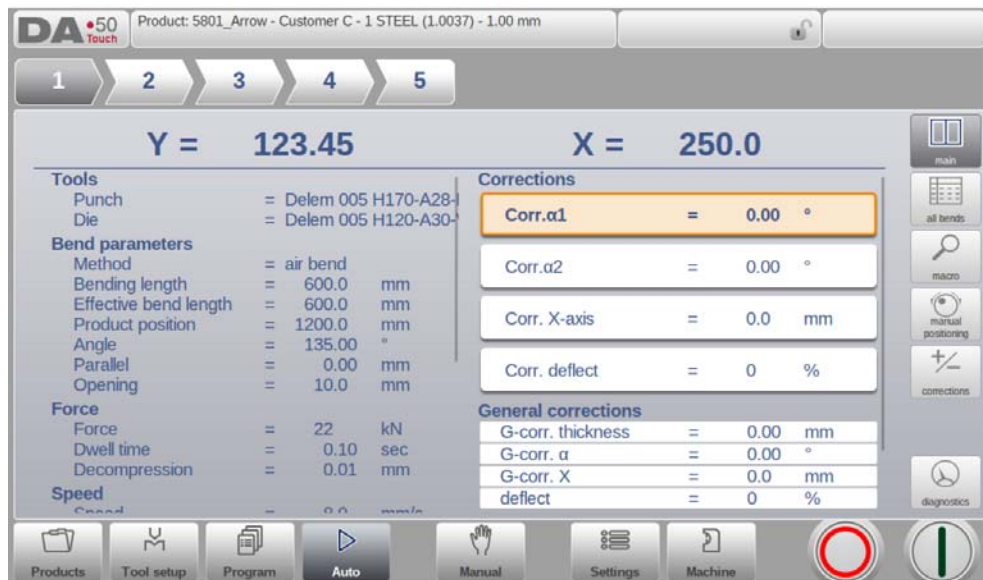 DA•50
Touch
Product: 5801_Arrow - Customer C - 1 STEEL (1.0037) - 1.00 mm
1 2 3 4 5
Y = 123.45 X = 250.0
Tools
Punch = Delem 005 H170-A28-
Die = Delem 005 H120-A30-
Bend parameters
Method = air bend
Bending length = 600.0 mm
Effective bend length = 600.0 mm
Product position = 1200.0 mm
Angle = 135.00 °
Parallel = 0.00 mm
Opening = 10.0 mm
Force
Force = 22 kN
Dwell time = 0.10 sec
Decompression = 0.01 mm
Speed
Corrections
Corr.α1 = 0.00 °
Corr.α2 = 0.00 °
Corr. X-axis = 0.0 mm
Corr. deflect = 0 %
General corrections
G-corr. thickness = 0.00 mm
G-corr. α = 0.00 °
G-corr. X = 0.0 mm
deflect = 0 %
main
all bends
macro
manual
positioning
+/-
corrections
diagnostics
Products Tool setup Program Auto Manual Settings Machine